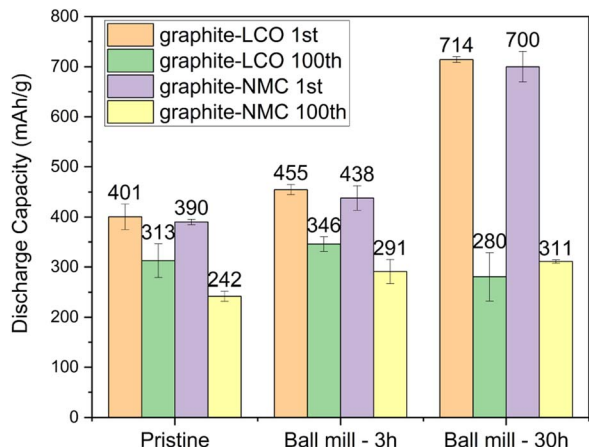 800
700
600
500
400
300
200
100
0
Discharge Capacity (mAh/g)
graphite-LCO 1st
graphite-LCO 100th
graphite-NMC 1st
graphite-NMC 100th
401
313
390
242
455
346
438
291
714
280
700
311
Pristine
Ball mill - 3h
Ball mill - 30h